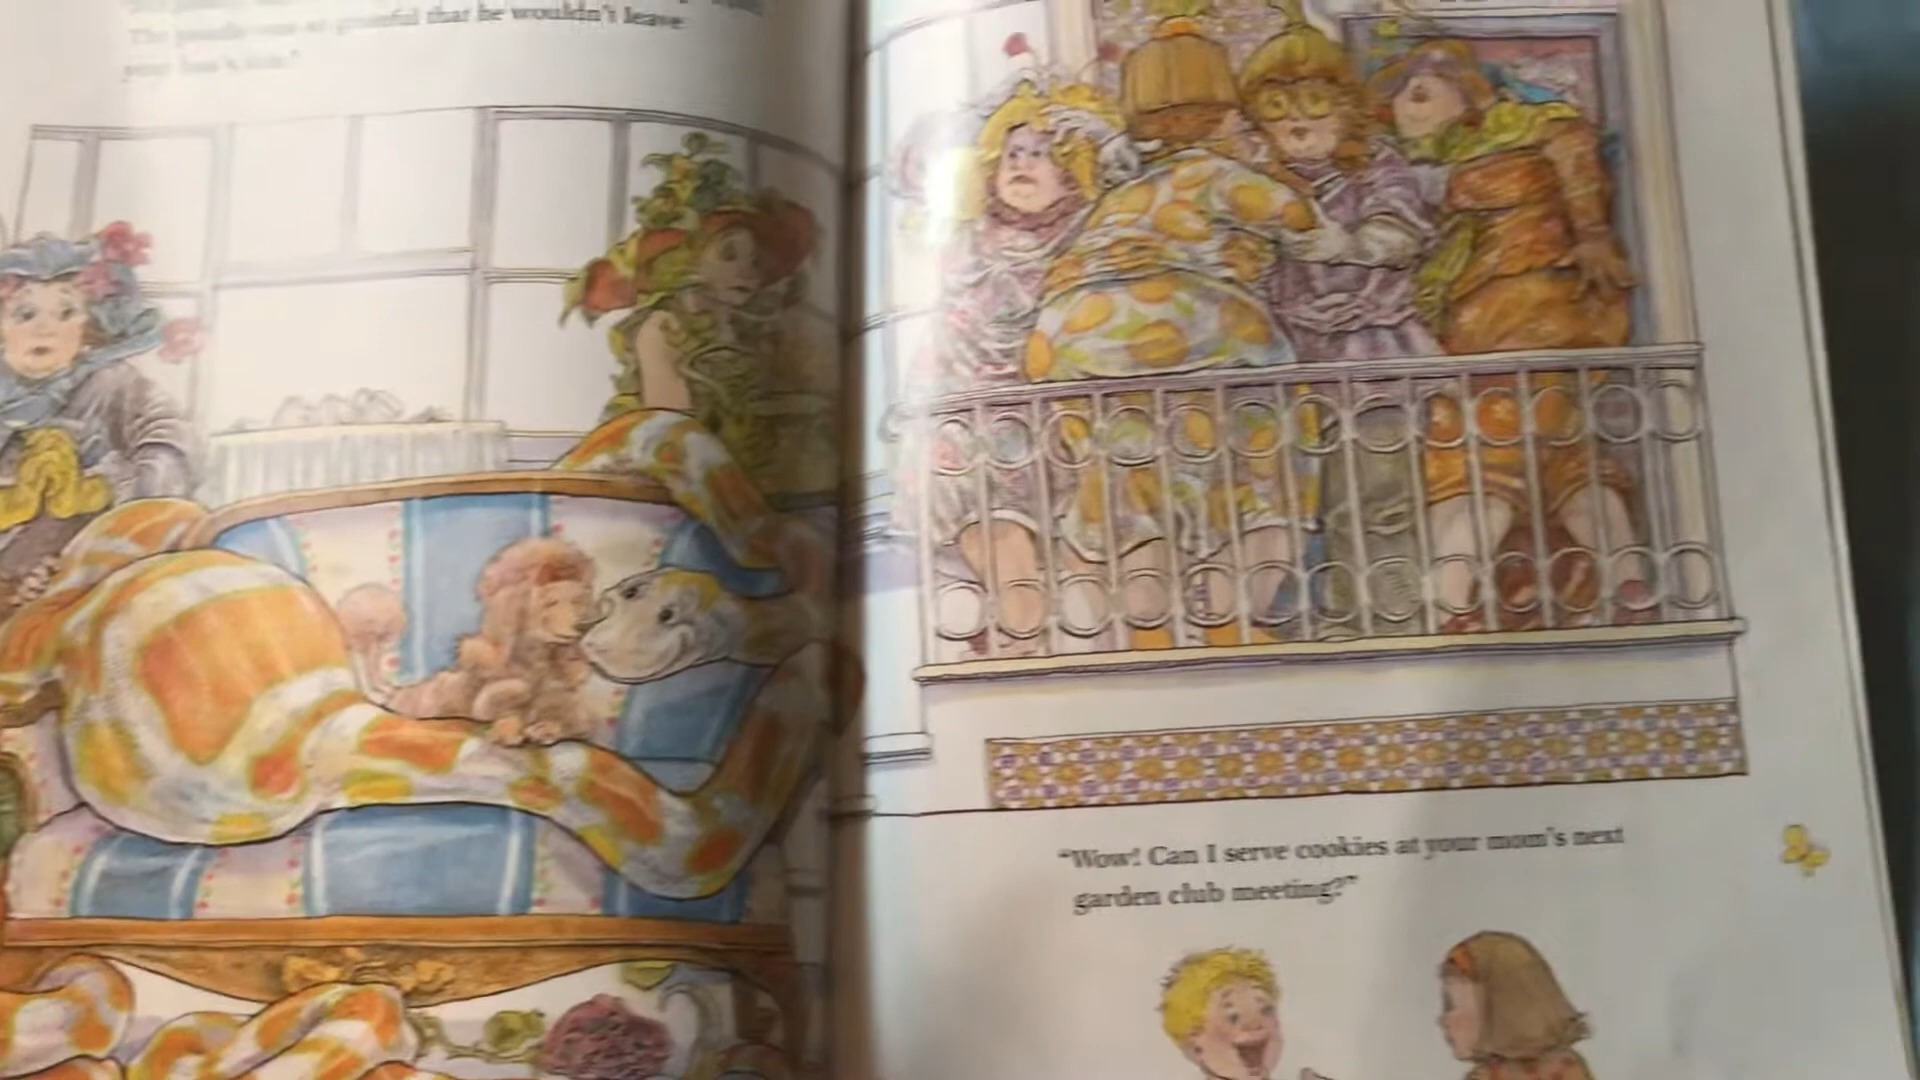 The poodle was so grateful that he wouldn't leave
your boa's side."
"Wow! Can I serve cookies at your mom's next
garden club meeting?"